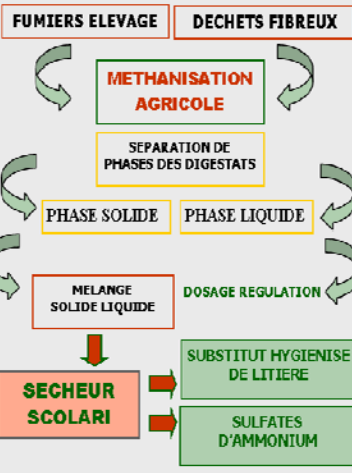 FUMIERS ELEVAGE
DECHETS FIBREUX
METHANISATION
AGRICOLE
SEPARATION DE
PHASES DES DIGESTATS
PHASE SOLIDE
PHASE LIQUIDE
MELANGE
SOLIDE LIQUIDE
DOSAGE REGULATION
SECHEUR
SCOLARI
SUBSTITUT HYGIENISE
DE LITIERE
SULFATES
D'AMMONIUM